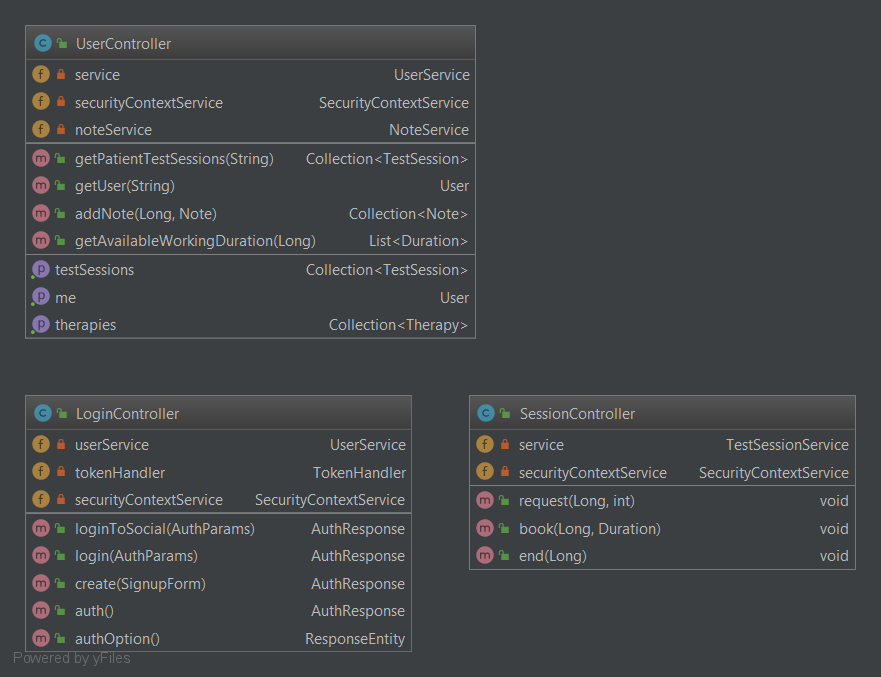 UserController
service UserService
securityContextService SecurityContextService
noteService NoteService
getPatientTestSessions(String) Collection<TestSession>
getUser(String) User
addNote(Long, Note) Collection<Note>
getAvailableWorkingDuration(Long) List<Duration>
testSessions Collection<TestSession>
me User
therapies Collection<Therapy>
LoginController
userService UserService
tokenHandler TokenHandler
securityContextService SecurityContextService
loginToSocial(AuthParams) AuthResponse
login(AuthParams) AuthResponse
create(SignupForm) AuthResponse
auth() AuthResponse
authOption() ResponseEntity
SessionController
service TestSessionService
securityContextService SecurityContextService
request(Long, int) void
book(Long, Duration) void
end(Long) void
Powered by yFiles